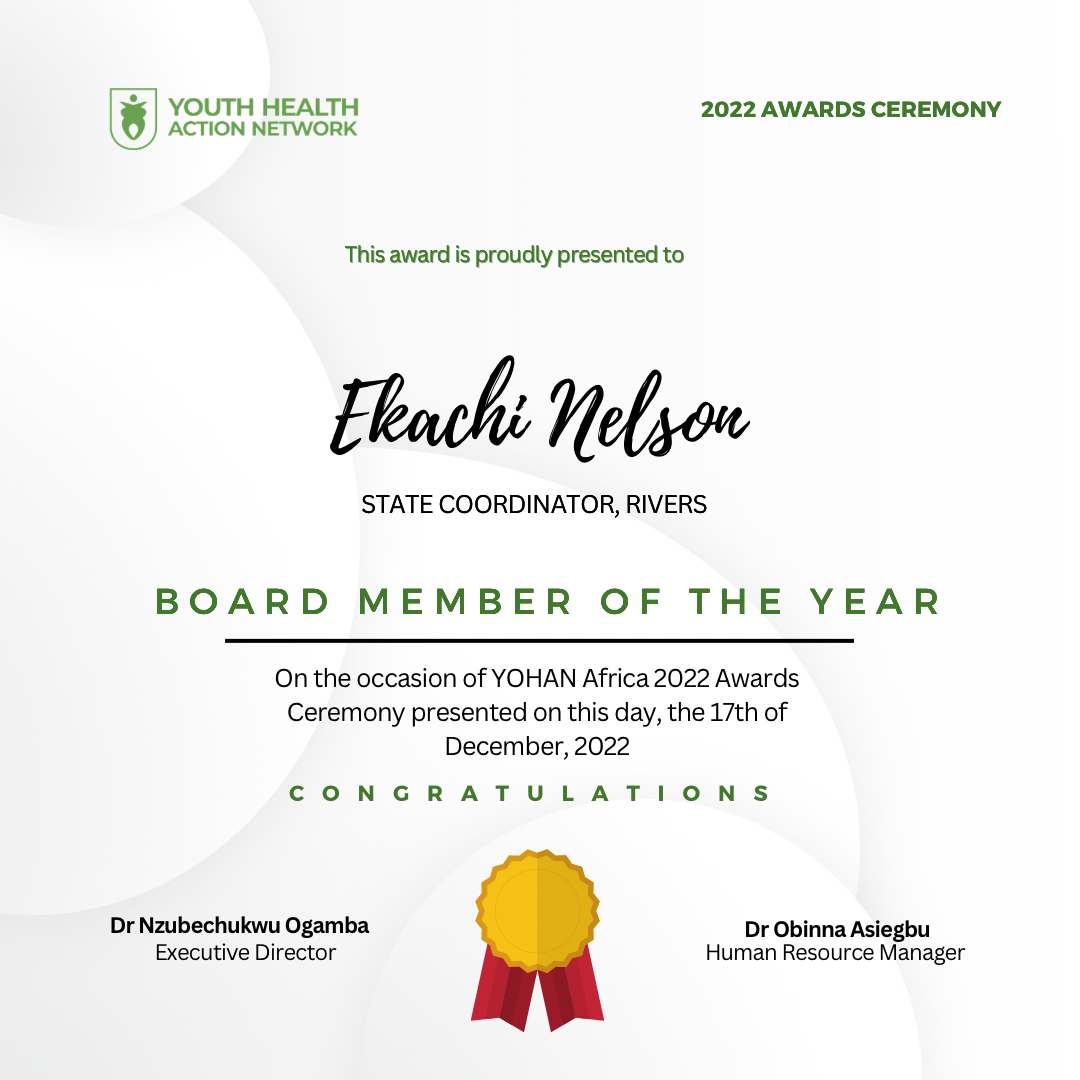 YOUTH HEALTH
ACTION NETWORK
2022 AWARDS CEREMONY
This award is proudly presented to
Ekachi Nelson
STATE COORDINATOR, RIVERS
BOARD MEMBER OF THE YEAR
On the occasion of YOHAN Africa 2022 Awards
Ceremony presented on this day, the 17th of
December, 2022
CONGRATULATIONS
Dr Nzubechukwu Ogamba
Executive Director
Dr Obinna Asiegbu
Human Resource Manager